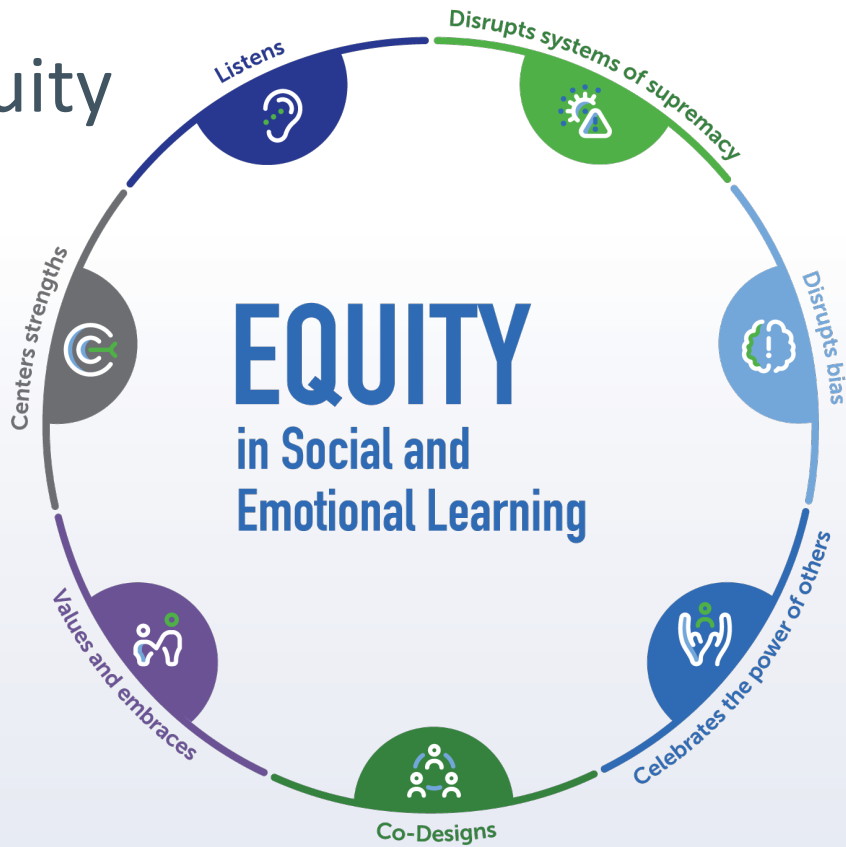 uity
Listens
Disrupts systems of supremacy
Disrupts bias
Celebrates the power of others
Co-Designs
Values and embraces
Centers strengths
EQUITY
in Social and
Emotional Learning